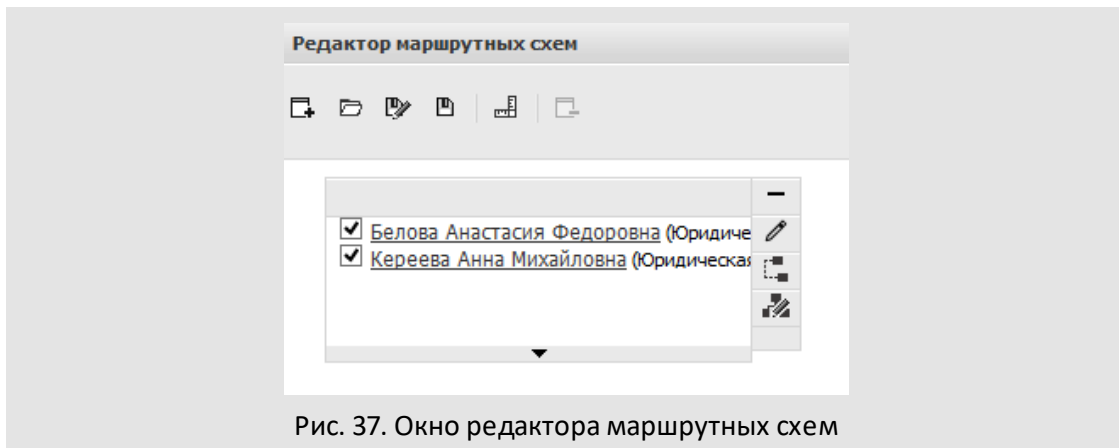 Редактор маршрутных схем
Белова Анастасия Федоровна (Юридиче
Кереева Анна Михайловна (Юридическая
Рис. 37. Окно редактора маршрутных схем